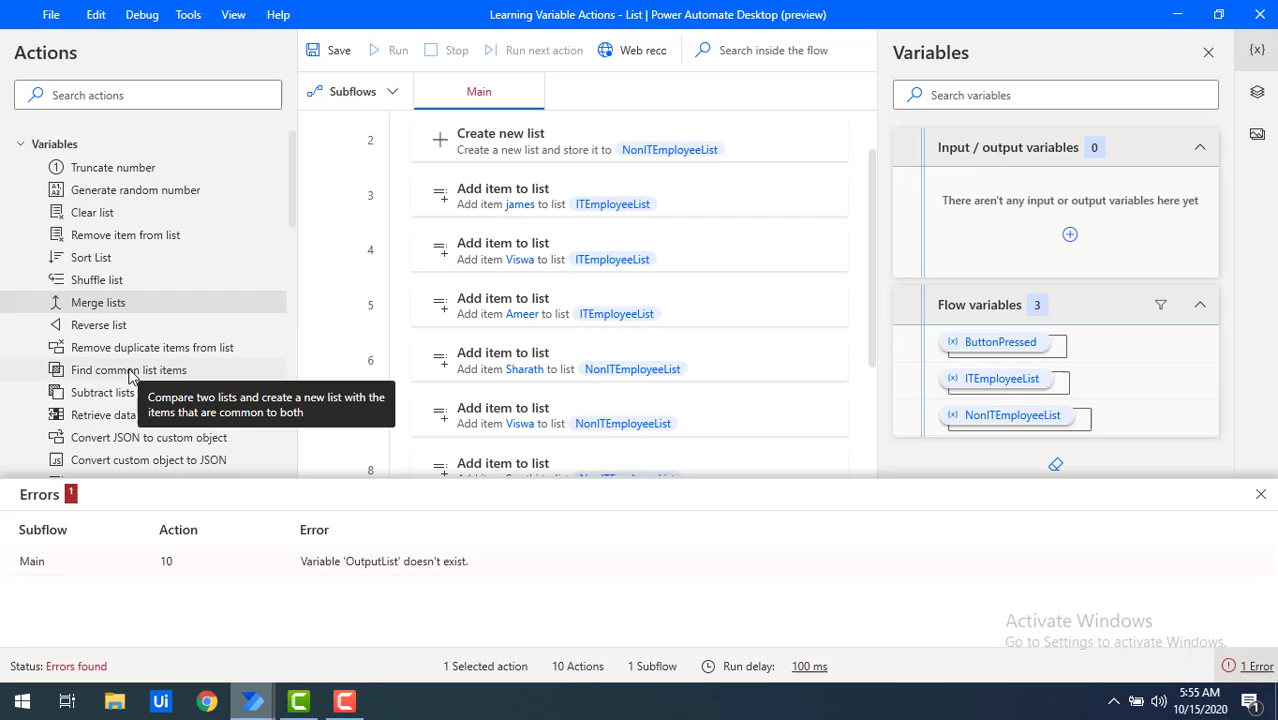 File Edit Debug Tools View Help
Learning Variable Actions - List | Power Automate Desktop (preview)
Actions
Search actions
Variables
Truncate number
Generate random number
Clear list
Remove item from list
Sort List
Shuffle list
Merge lists
Reverse list
Remove duplicate items from list
Find common list items
Subtract lists
Retrieve data
Convert JSON to custom object
Convert custom object to JSON
Compare two lists and create a new list with the
items that are common to both
Save Run Stop Run next action Web reco Search inside the flow
Subflows Main
2 Create new list
Create a new list and store it to NonITEmployeeList
3 Add item to list
Add item james to list ITEmployeeList
4 Add item to list
Add item Viswa to list ITEmployeeList
5 Add item to list
Add item Ameer to list ITEmployeeList
6 Add item to list
Add item Sharath to list NonITEmployeeList
Add item to list
Add item Viswa to list NonITEmployeeList
8 Add item to list
Variables
{x}
Search variables
Input / output variables 0
There aren't any input or output variables here yet
Flow variables 3
(x) ButtonPressed
(x) ITEmployeeList
(x) NonITEmployeeList
Errors 1
Subflow Action Error
Main 10 Variable 'OutputList' doesn't exist.
Activate Windows
Go to Settings to activate Windows.
Status: Errors found 1 Selected action 10 Actions 1 Subflow Run delay: 100 ms 1 Error
Ui
5:55 AM
10/15/2020
1